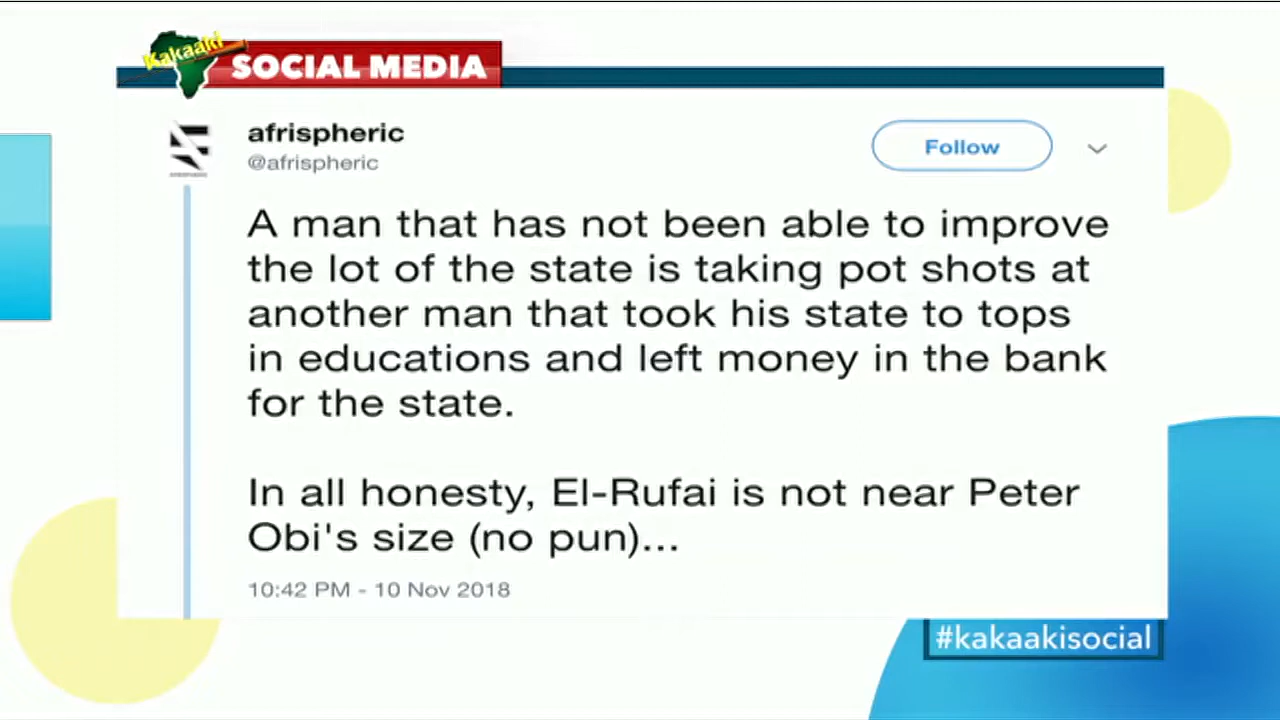 Kakaaki
SOCIAL MEDIA
afrispheric
@afrispheric
Follow
A man that has not been able to improve
the lot of the state is taking pot shots at
another man that took his state to tops
in educations and left money in the bank
for the state.
In all honesty, El-Rufai is not near Peter
Obi's size (no pun)...
10:42 PM - 10 Nov 2018
#kakaakisocial